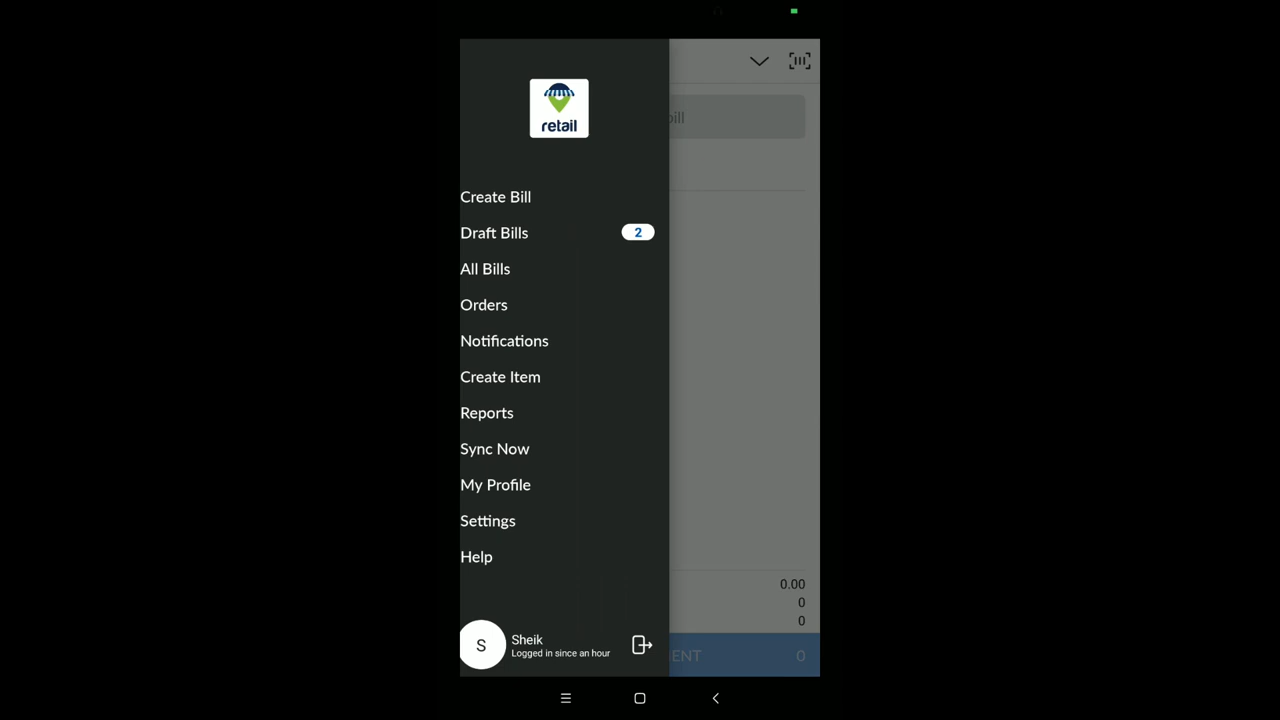 retail
bill
Create Bill
Draft Bills 2
All Bills
Orders
Notifications
Create Item
Reports
Sync Now
My Profile
Settings
Help
0.00
0
0
S Sheik
Logged in since an hour
ENT 0